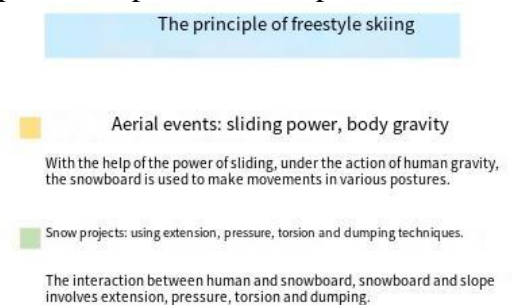 The principle of freestyle skiing
Aerial events: sliding power, body gravity
With the help of the power of sliding, under the action of human gravity,
the snowboard is used to make movements in various postures.
Snow projects: using extension, pressure, torsion and dumping techniques.
The interaction between human and snowboard, snowboard and slope
involves extension, pressure, torsion and dumping.